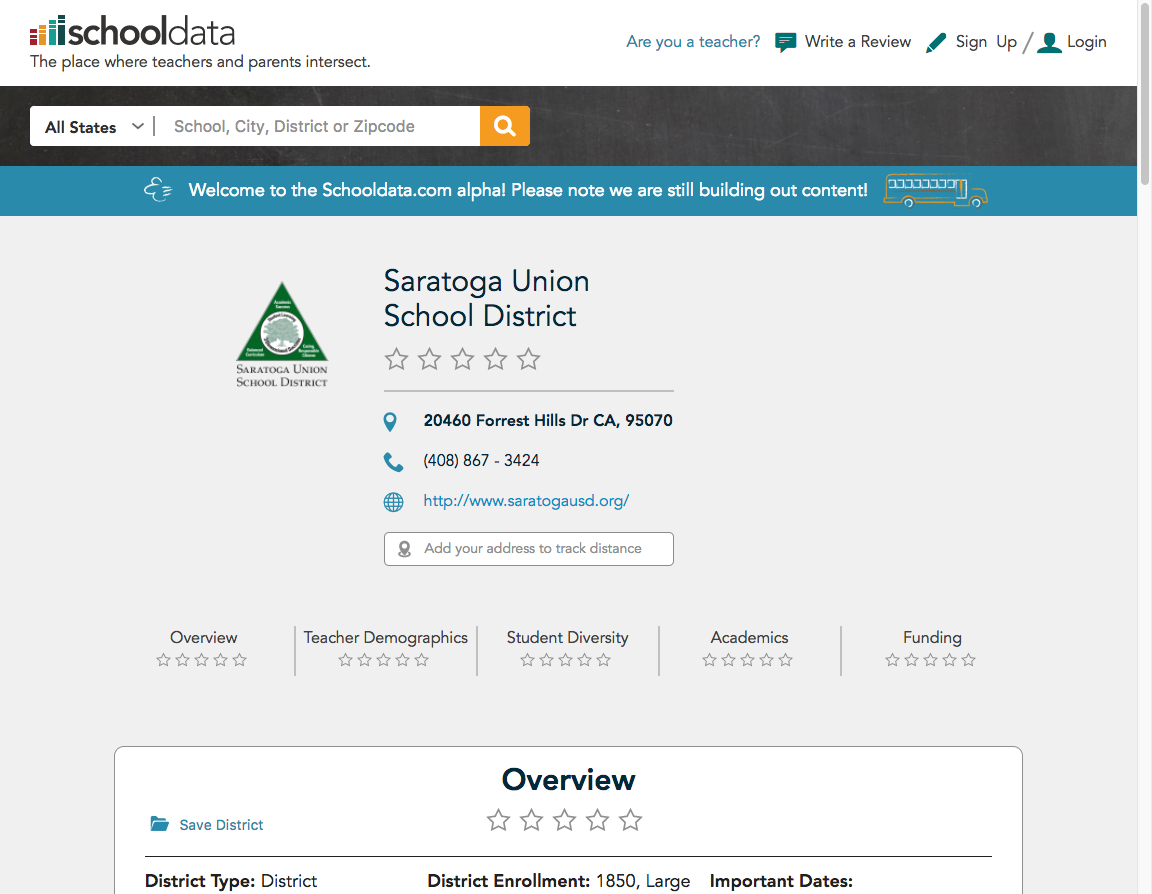 schooldata
The place where teachers and parents intersect.
Are you a teacher? Write a Review Sign Up / Login
All States | School, City, District or Zipcode
Welcome to the Schooldata.com alpha! Please note we are still building out content!
Saratoga Union
School District
Academic
Success
Student Learning
Balanced
Curriculum
Caring
Responsible
Citizens
SARATOGA UNION
SCHOOL DISTRICT
20460 Forrest Hills Dr CA, 95070
(408) 867 - 3424
http://www.saratogausd.org/
Add your address to track distance
Overview
Teacher Demographics
Student Diversity
Academics
Funding
Overview
Save District
District Type: District
District Enrollment: 1850, Large
Important Dates: